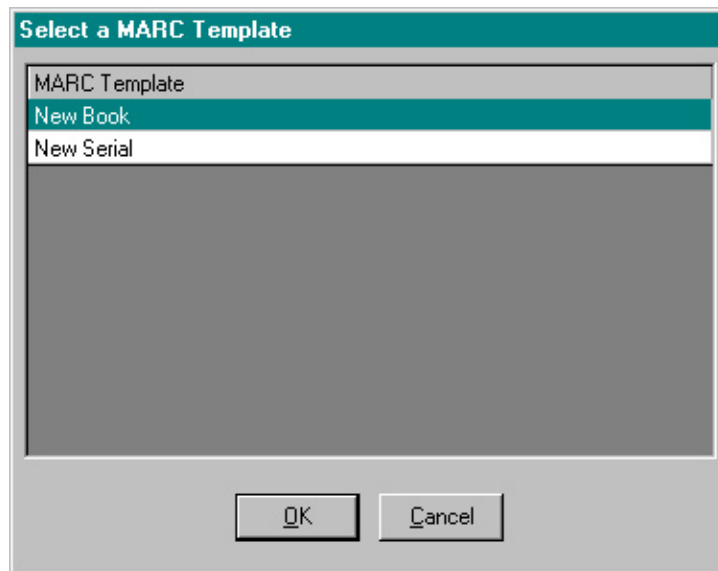 Select a MARC Template
MARC Template
New Book
New Serial
OK
Cancel